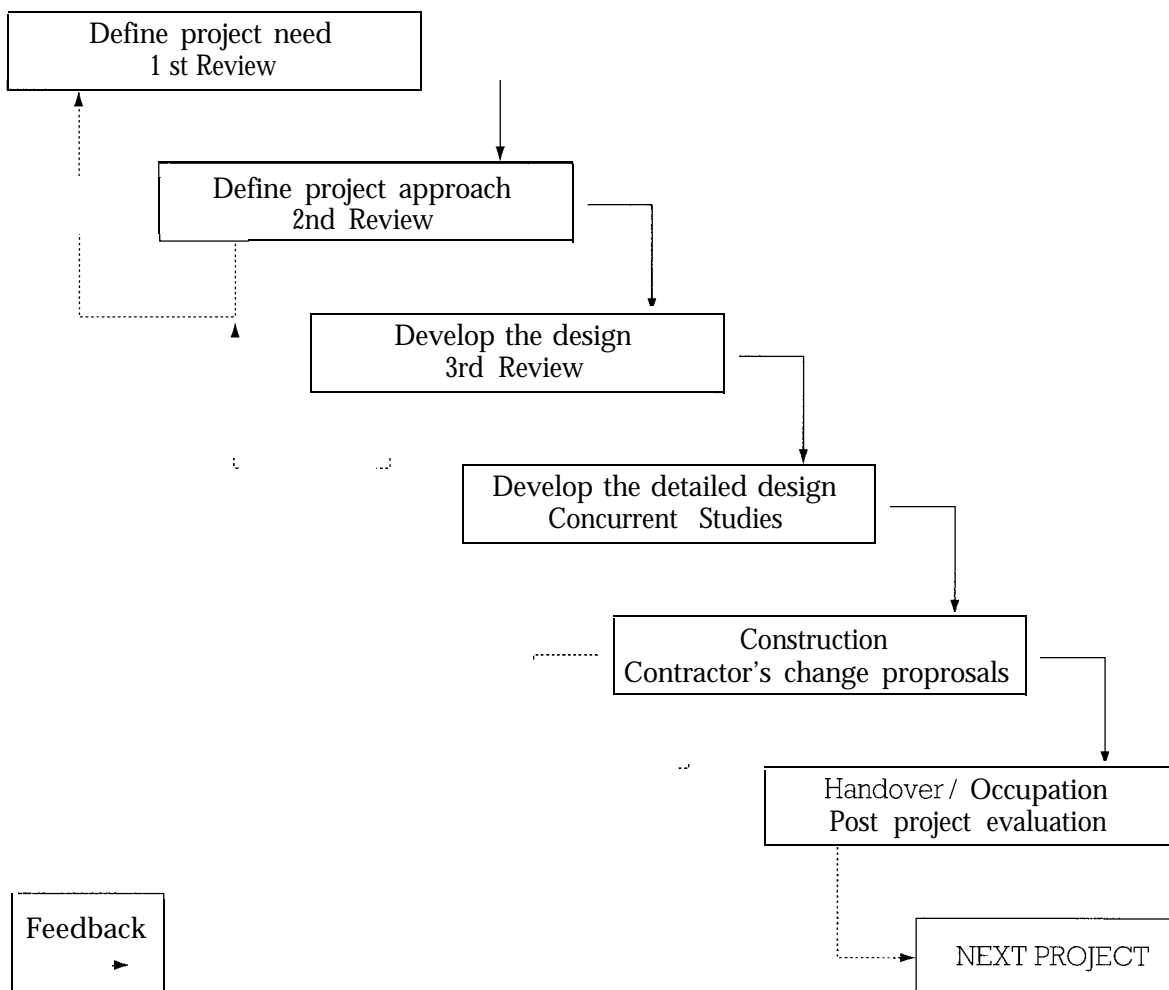 Define project need
1 st Review
Define project approach
2nd Review
Develop the design
3rd Review
Develop the detailed design
Concurrent Studies
Construction
Contractor's change proprosals
Handover / Occupation
Post project evaluation
Feedback
NEXT PROJECT